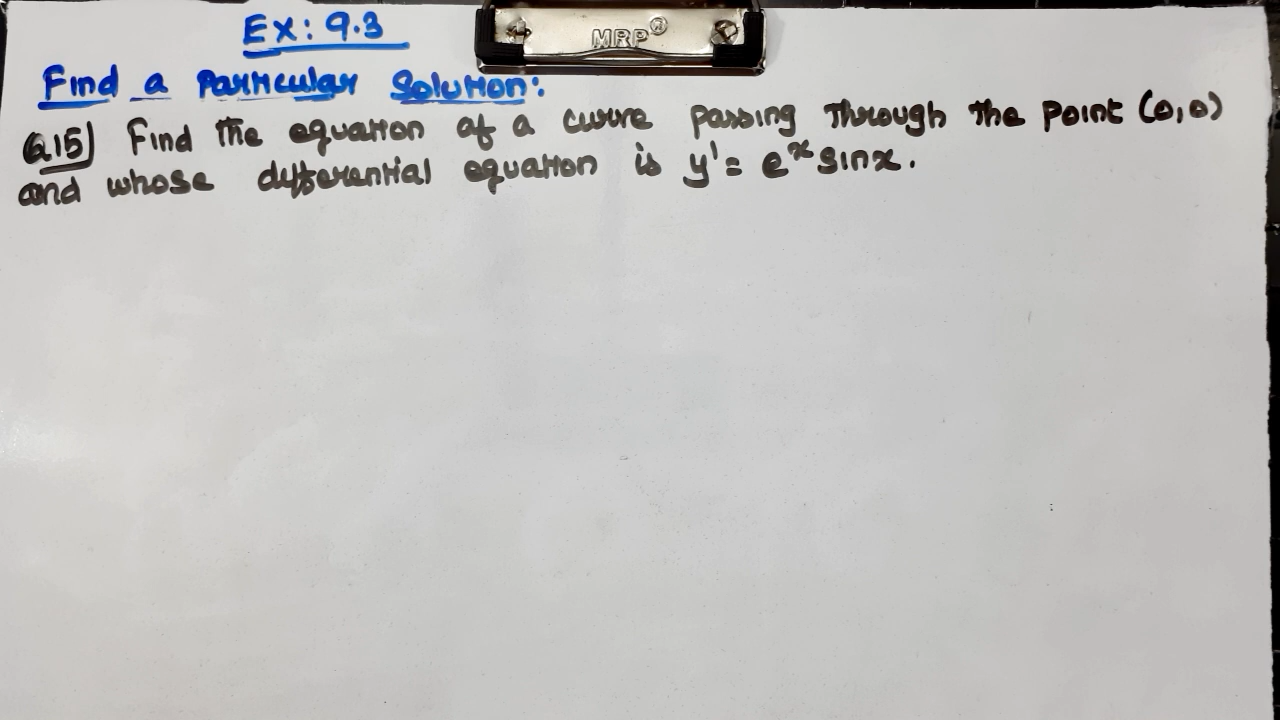 EX: 9.3
MRP®
Find a Particular Solution:
Q15) Find the equation of a curve passing through the point (0,0)
and whose differential equation is y' = eˣ sinx.